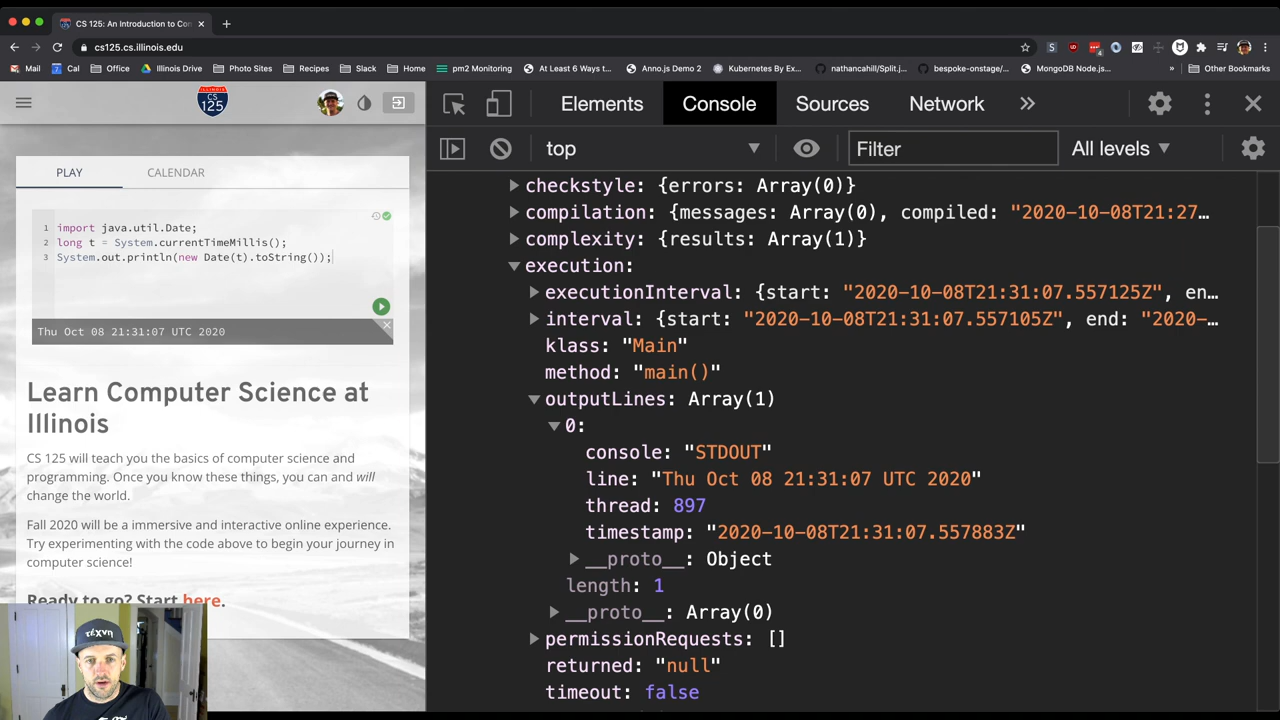 CS 125: An Introduction to Con
cs125.cs.illinois.edu
Mail
Cal
Office
Illinois Drive
Photo Sites
Recipes
Slack
Home
pm2 Monitoring
At Least 6 Ways t...
Anno.js Demo 2
Kubernetes By Ex...
nathancahill/Split.j...
bespoke-onstage/...
MongoDB Node.js...
»
Other Bookmarks
ILLINOIS
CS
125
PLAY
CALENDAR
1 import java.util.Date;
2 long t = System.currentTimeMillis();
3 System.out.println(new Date(t).toString());
Thu Oct 08 21:31:07 UTC 2020
Learn Computer Science at
Illinois
CS 125 will teach you the basics of computer science and
programming. Once you know these things, you can and will
change the world.
Fall 2020 will be a immersive and interactive online experience.
Try experimenting with the code above to begin your journey in
computer science!
Ready to go? Start here.
τέχνη
Elements
Console
Sources
Network
»
top
Filter
All levels
checkstyle: {errors: Array(0)}
compilation: {messages: Array(0), compiled: "2020-10-08T21:27…
complexity: {results: Array(1)}
execution:
executionInterval: {start: "2020-10-08T21:31:07.557125Z", en…
interval: {start: "2020-10-08T21:31:07.557105Z", end: "2020-…
klass: "Main"
method: "main()"
outputLines: Array(1)
0:
console: "STDOUT"
line: "Thu Oct 08 21:31:07 UTC 2020"
thread: 897
timestamp: "2020-10-08T21:31:07.557883Z"
__proto__: Object
length: 1
__proto__: Array(0)
permissionRequests: []
returned: "null"
timeout: false